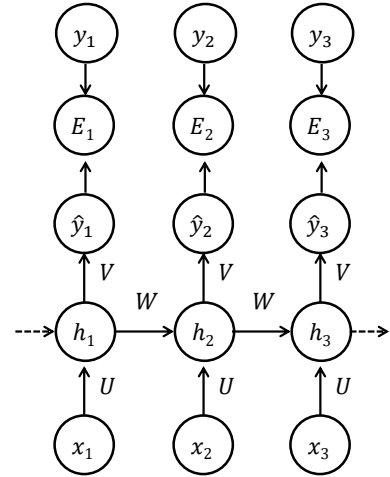 y₁ y₂ y₃
E₁ E₂ E₃
ŷ₁ ŷ₂ ŷ₃
V V V
W W
h₁ h₂ h₃
U U U
x₁ x₂ x₃